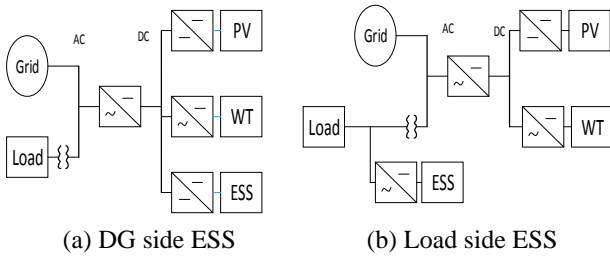 AC
DC
PV
Grid
WT
Load
ESS
(a) DG side ESS
AC
DC
PV
Grid
Load
WT
ESS
(b) Load side ESS